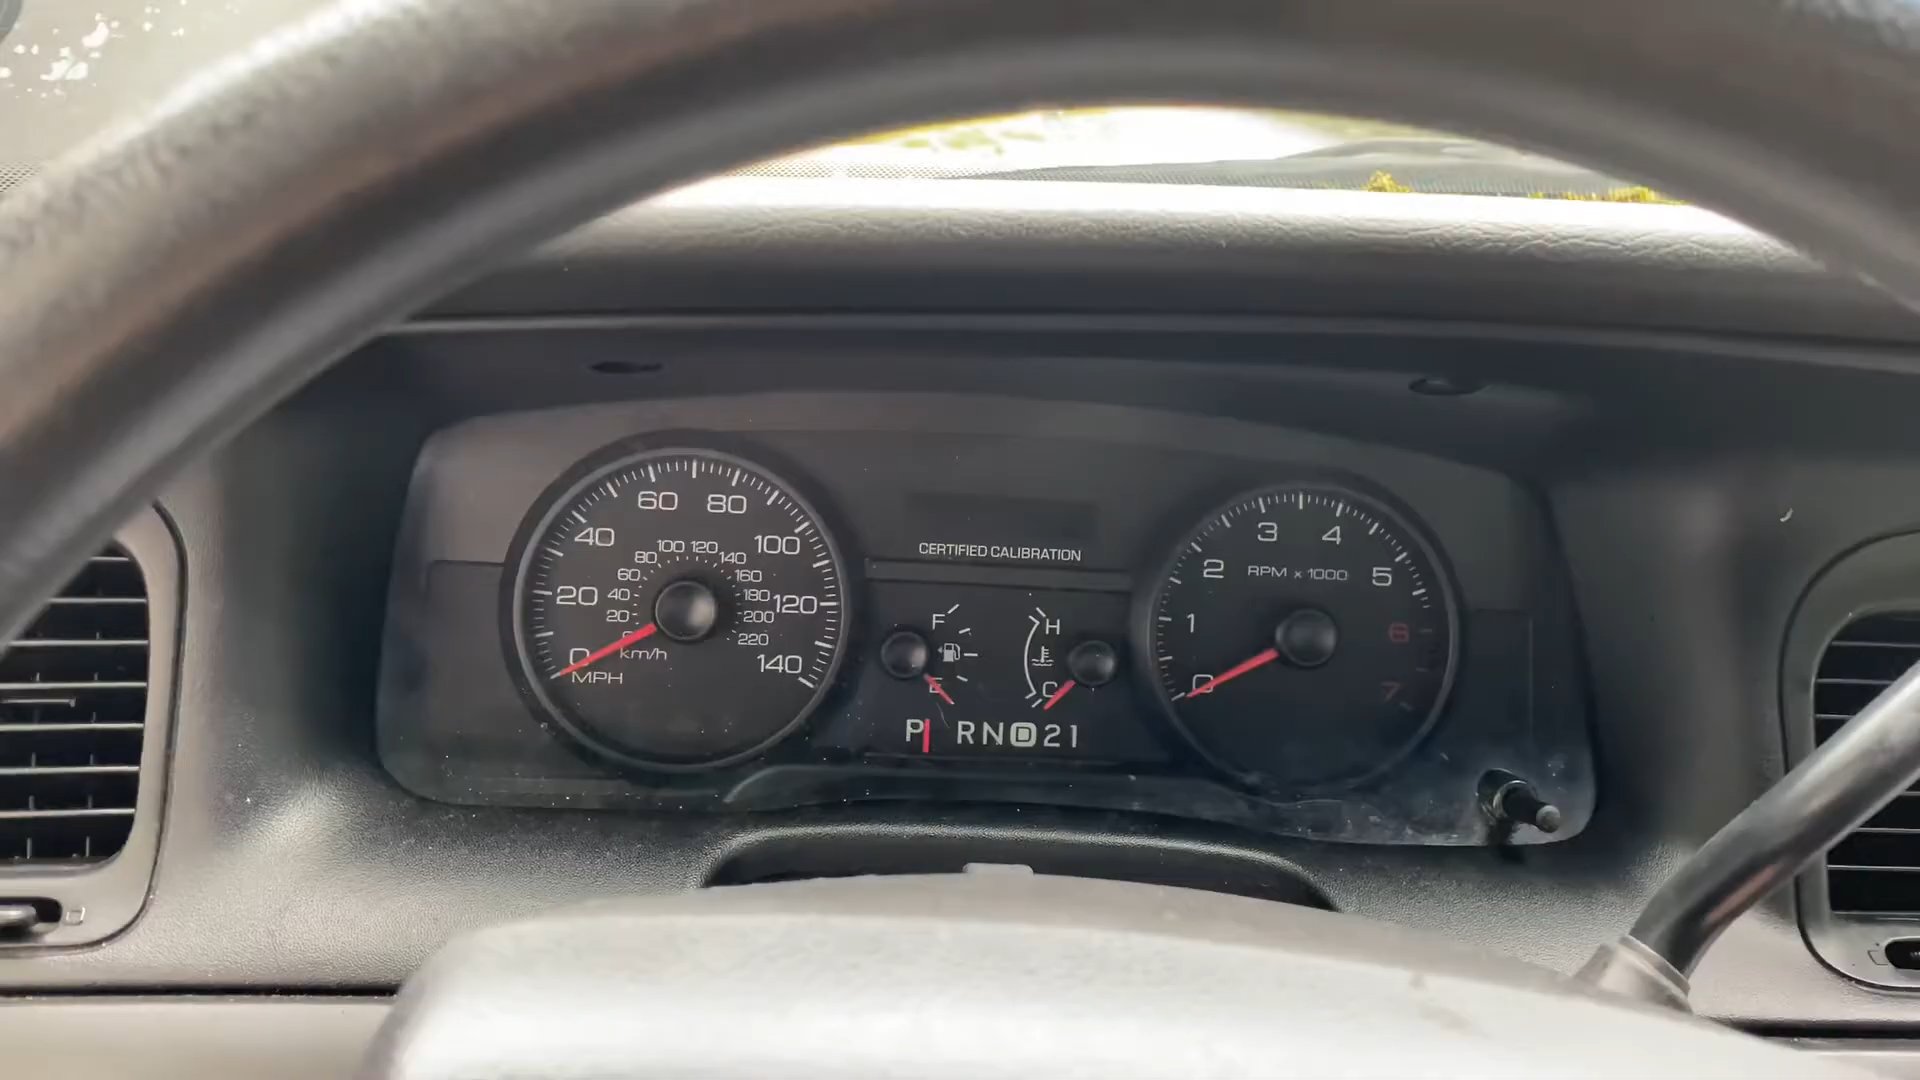 60 80
40 100
20 120
0 140
MPH
100 120
80 140
60 160
40 180
20 200
220
km/h
CERTIFIED CALIBRATION
F
E
H
C
P RND21
3 4
2 RPM x 1000 5
1 6
0 7